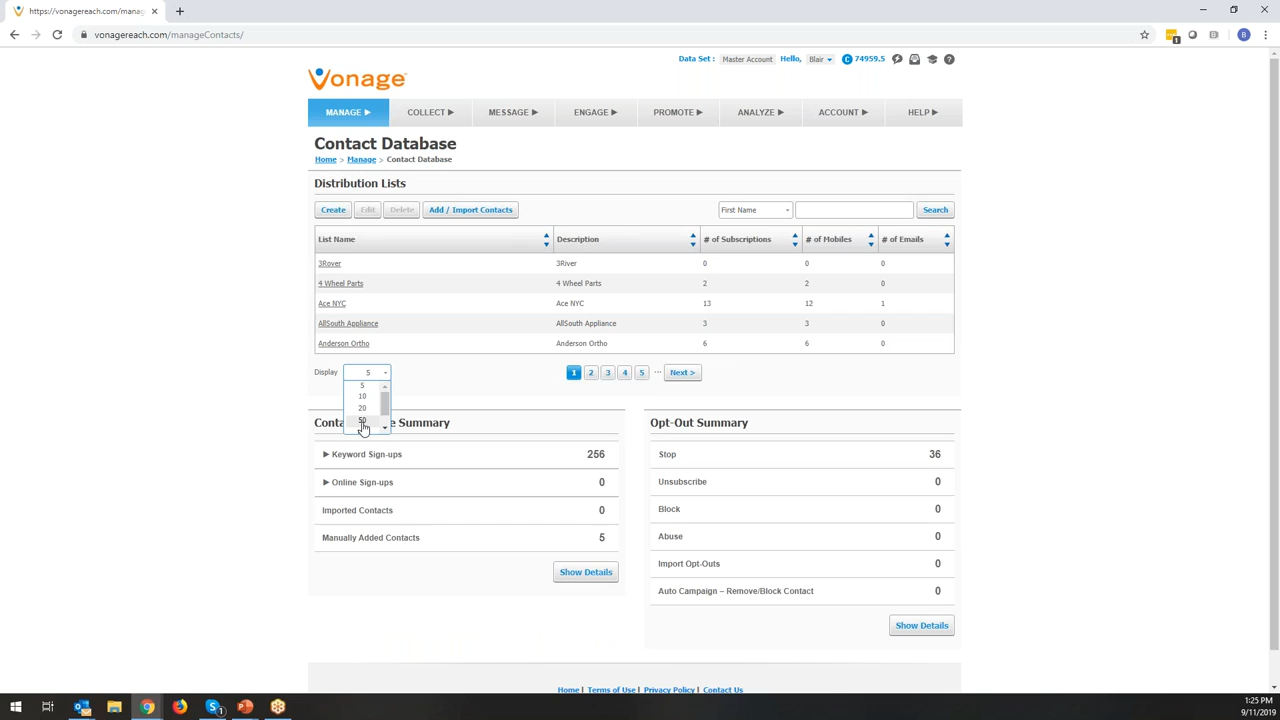 https://vonagereach.com/manag
vonagereach.com/manageContacts/
1
B
Data Set : Master Account Hello, Blair C 74959.5
Vonage
MANAGE COLLECT MESSAGE ENGAGE PROMOTE ANALYZE ACCOUNT HELP
Contact Database
Home > Manage > Contact Database
Distribution Lists
Create Edit Delete Add / Import Contacts First Name Search
List Name Description # of Subscriptions # of Mobiles # of Emails
3Rover 3River 0 0 0
4 Wheel Parts 4 Wheel Parts 2 2 0
Ace NYC Ace NYC 13 12 1
AllSouth Appliance AllSouth Appliance 3 3 0
Anderson Ortho Anderson Ortho 6 6 0
Display 5 1 2 3 4 5 ... Next >
5
10
20
50
Summary Opt-Out Summary
Keyword Sign-ups 256 Stop 36
Online Sign-ups 0 Unsubscribe 0
Imported Contacts 0 Block 0
Manually Added Contacts 5 Abuse 0
Show Details Import Opt-Outs 0
Auto Campaign – Remove/Block Contact 0
Show Details
Home | Terms of Use | Privacy Policy | Contact Us
1:25 PM
9/11/2019